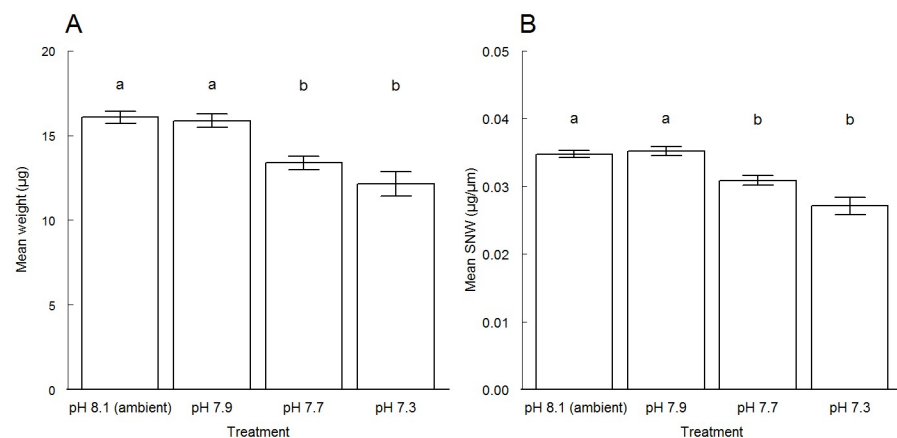 A
20
15
10
5
0
Mean weight (µg)
a
a
b
b
pH 8.1 (ambient)
pH 7.9
pH 7.7
pH 7.3
Treatment
B
0.05
0.04
0.03
0.02
0.01
0.00
Mean SNW (µg/µm)
a
a
b
b
pH 8.1 (ambient)
pH 7.9
pH 7.7
pH 7.3
Treatment